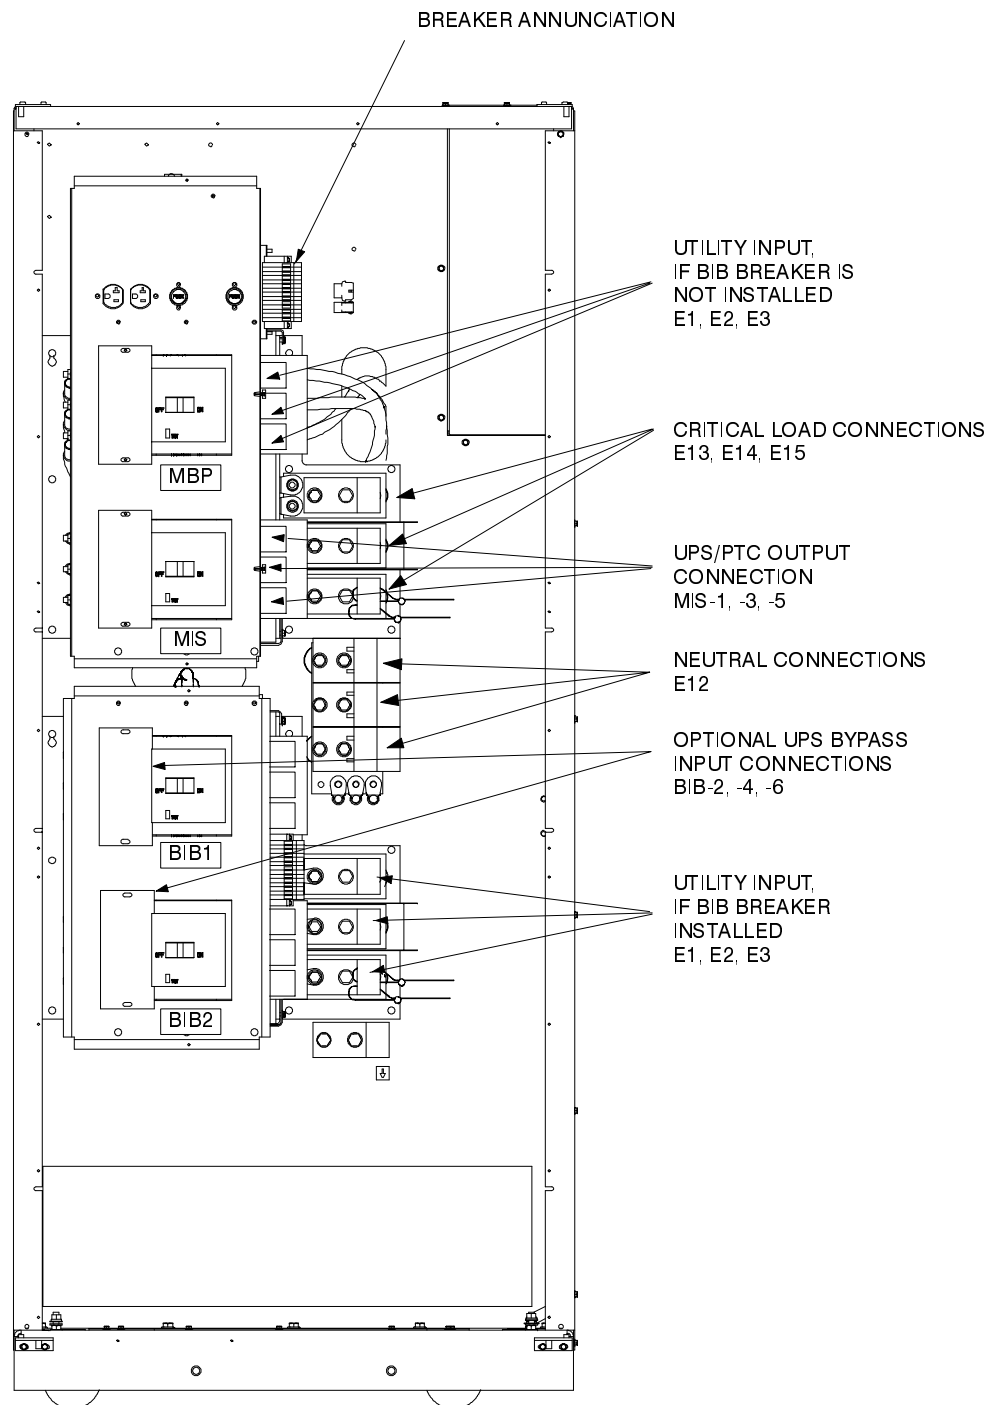 BREAKER ANNUNCIATION
UTILITY INPUT,
IF BIB BREAKER IS
NOT INSTALLED
E1, E2, E3
CRITICAL LOAD CONNECTIONS
E13, E14, E15
MBP
UPS/PTC OUTPUT
CONNECTION
MIS-1, -3, -5
MIS
NEUTRAL CONNECTIONS
E12
OPTIONAL UPS BYPASS
INPUT CONNECTIONS
BIB-2, -4, -6
BIB1
UTILITY INPUT,
IF BIB BREAKER
INSTALLED
E1, E2, E3
BIB2